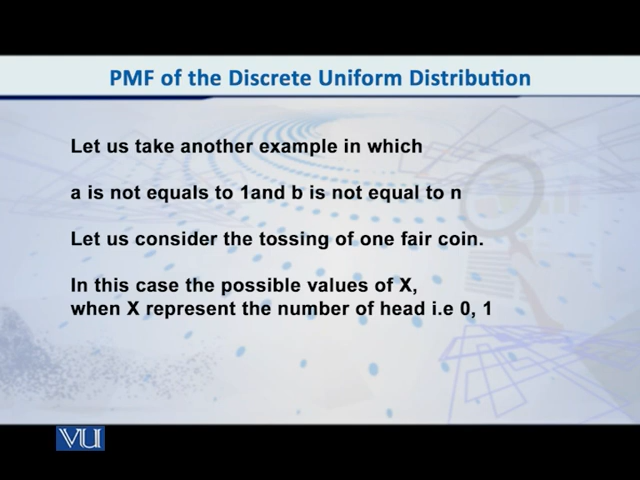 PMF of the Discrete Uniform Distribution
Let us take another example in which
a is not equals to 1and b is not equal to n
Let us consider the tossing of one fair coin.
In this case the possible values of X,
when X represent the number of head i.e 0, 1
VU